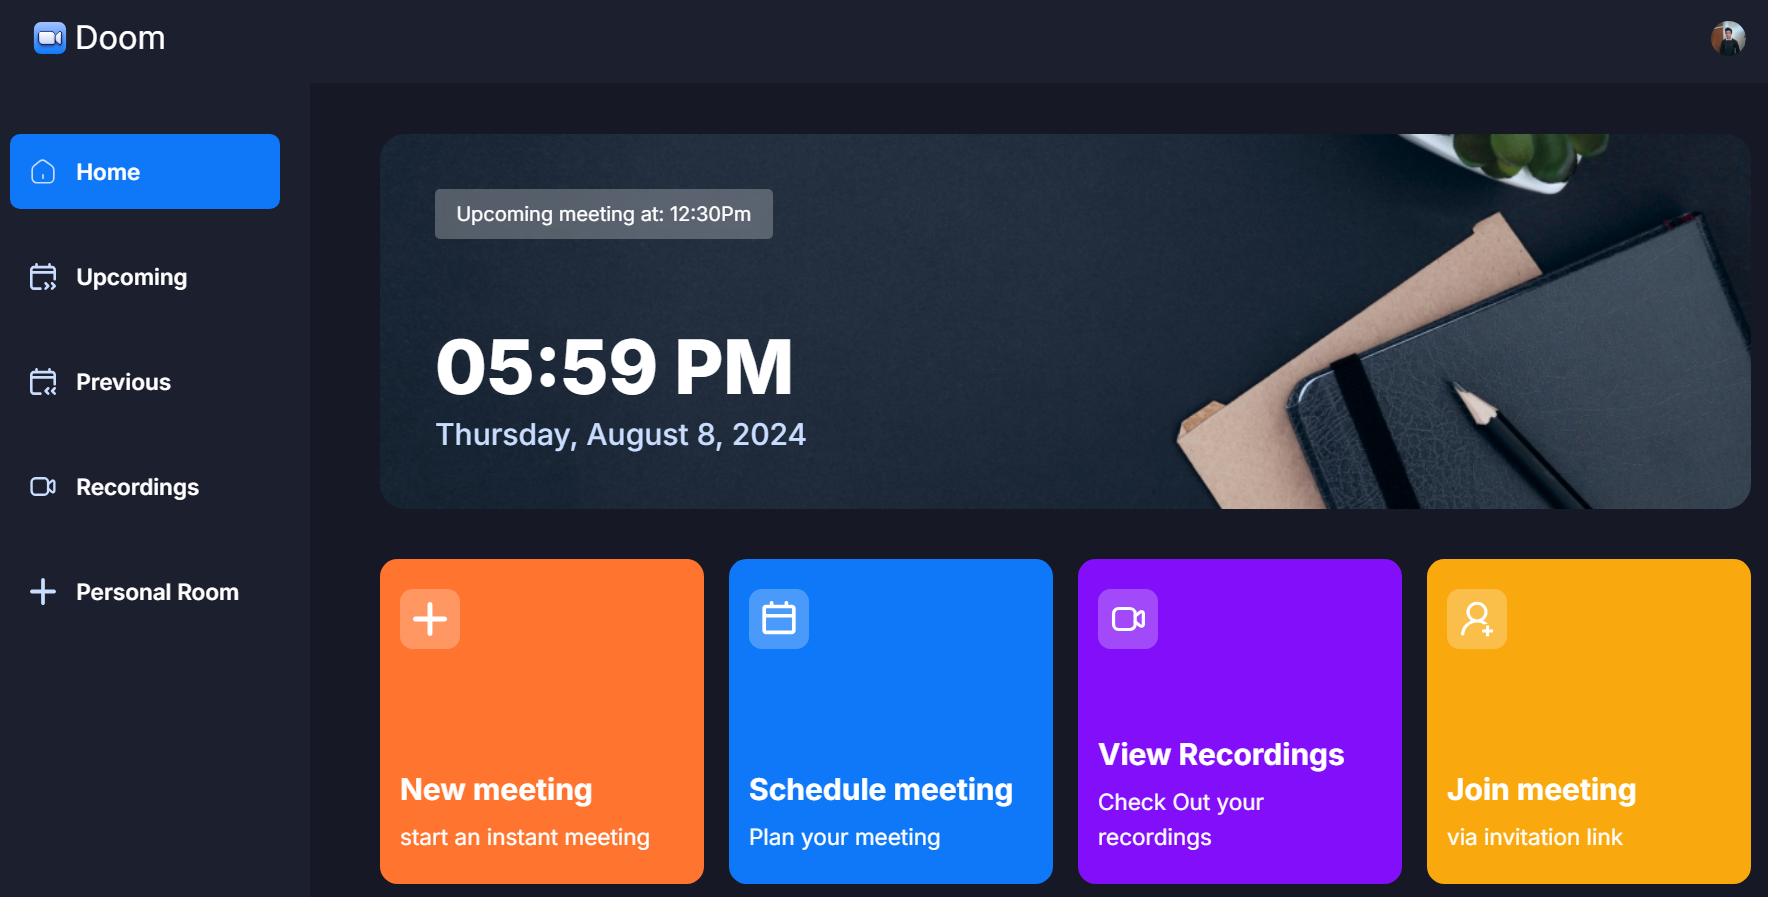 Doom
Home
Upcoming
Previous
Recordings
Personal Room
Upcoming meeting at: 12:30Pm
05:59 PM
Thursday, August 8, 2024
New meeting
start an instant meeting
Schedule meeting
Plan your meeting
View Recordings
Check Out your
recordings
Join meeting
via invitation link